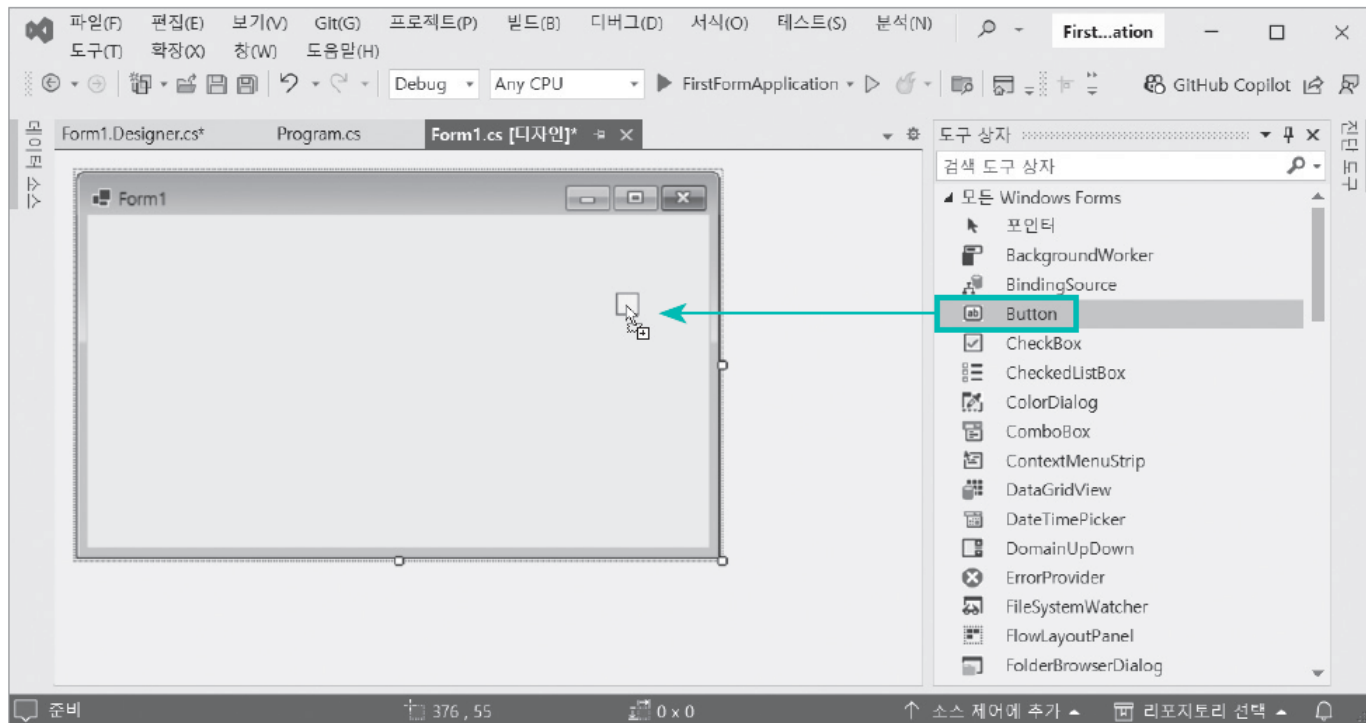 파일(F) 편집(E) 보기(V) Git(G) 프로젝트(P) 빌드(B) 디버그(D) 서식(O) 테스트(S) 분석(N)
도구(T) 확장(X) 창(W) 도움말(H)
First...ation
Debug Any CPU FirstFormApplication GitHub Copilot
데이터 소스
Form1.Designer.cs* Program.cs Form1.cs [디자인]*
Form1
도구 상자
검색 도구 상자
모든 Windows Forms
포인터
BackgroundWorker
BindingSource
Button
CheckBox
CheckedListBox
ColorDialog
ComboBox
ContextMenuStrip
DataGridView
DateTimePicker
DomainUpDown
ErrorProvider
FileSystemWatcher
FlowLayoutPanel
FolderBrowserDialog
진단 도구
준비 376 , 55 0 x 0 소스 제어에 추가 리포지토리 선택